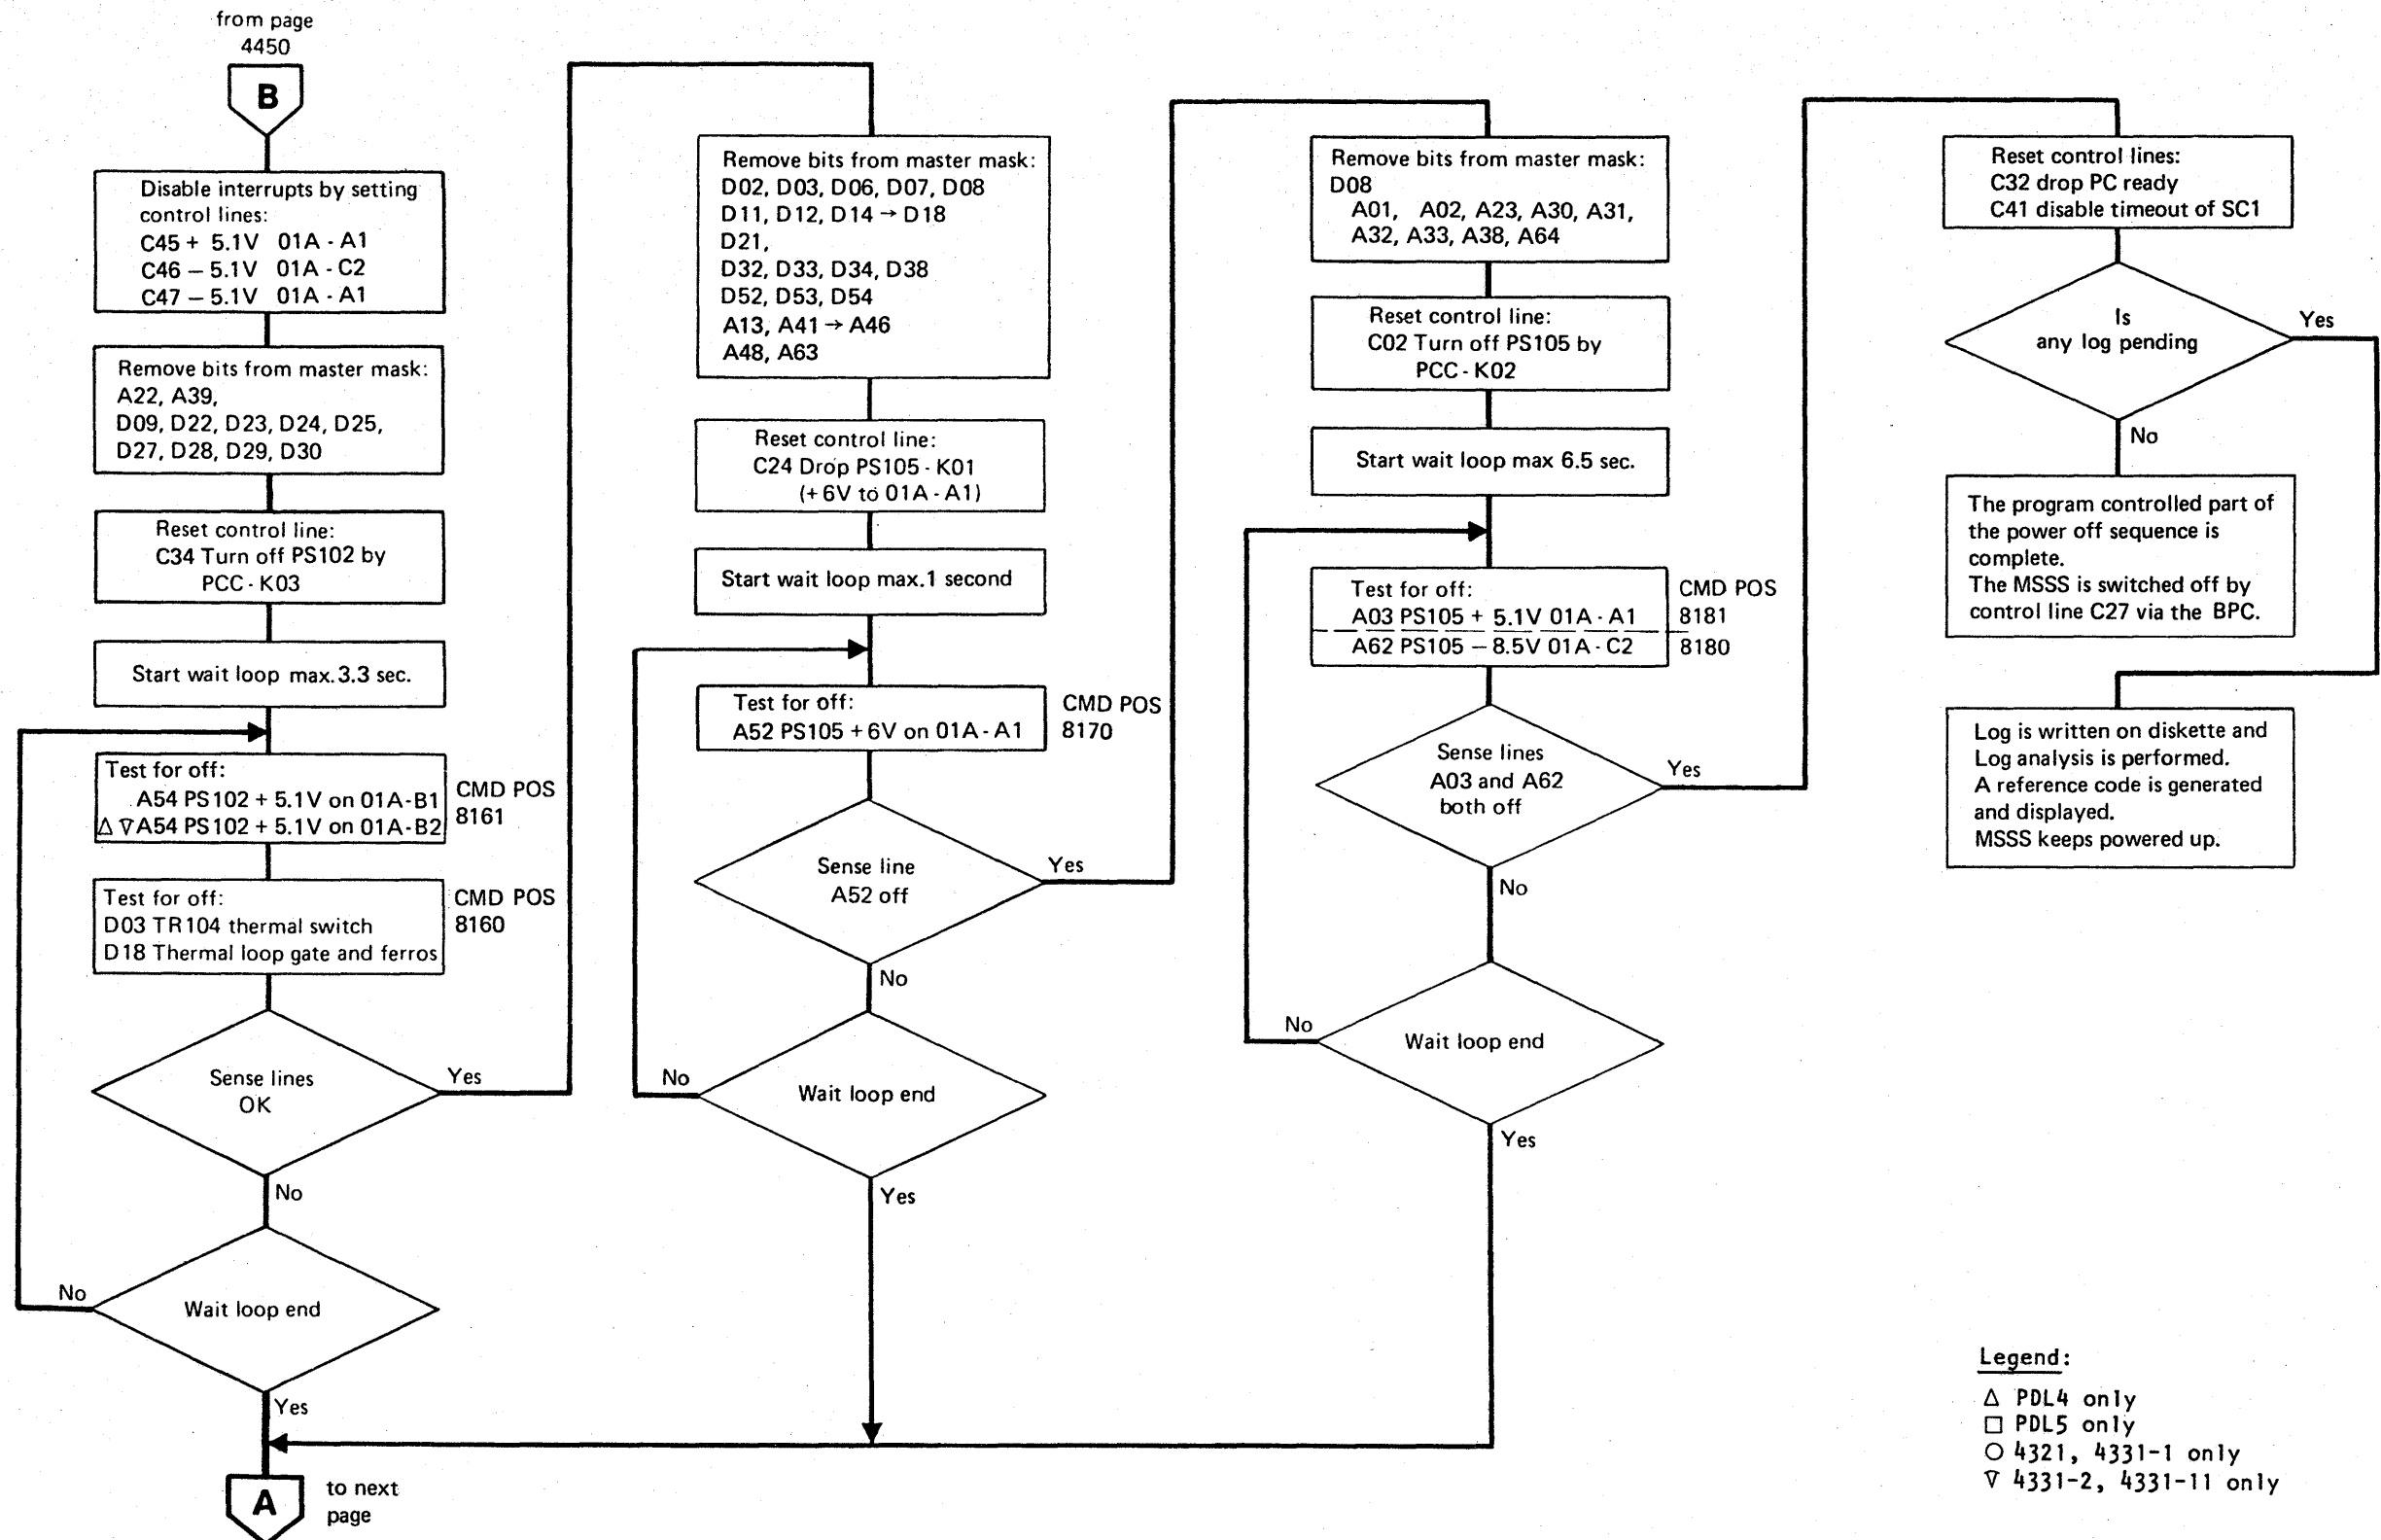 from page
4450
B
Disable interrupts by setting
control lines:
C45 + 5.1V 01A - A1
C46 – 5.1V 01A - C2
C47 – 5.1V 01A - A1
Remove bits from master mask:
A22, A39,
D09, D22, D23, D24, D25,
D27, D28, D29, D30
Reset control line:
C34 Turn off PS102 by
PCC - K03
Start wait loop max. 3.3 sec.
Test for off:
A54 PS102 + 5.1V on 01A-B1
△ ∇ A54 PS102 + 5.1V on 01A-B2
CMD POS
8161
Test for off:
D03 TR104 thermal switch
D18 Thermal loop gate and ferros
CMD POS
8160
Sense lines
OK
Yes
No
Wait loop end
No
Yes
A
to next
page
Remove bits from master mask:
D02, D03, D06, D07, D08
D11, D12, D14 → D18
D21,
D32, D33, D34, D38
D52, D53, D54
A13, A41 → A46
A48, A63
Reset control line:
C24 Drop PS105 - K01
(+ 6V to 01A - A1)
Start wait loop max. 1 second
Test for off:
A52 PS105 + 6V on 01A - A1
CMD POS
8170
Sense line
A52 off
Yes
No
Wait loop end
No
Yes
Remove bits from master mask:
D08
A01, A02, A23, A30, A31,
A32, A33, A38, A64
Reset control line:
C02 Turn off PS105 by
PCC - K02
Start wait loop max 6.5 sec.
Test for off:
A03 PS105 + 5.1V 01A - A1
A62 PS105 – 8.5V 01A - C2
CMD POS
8181
8180
Sense lines
A03 and A62
both off
Yes
No
Wait loop end
No
Yes
Reset control lines:
C32 drop PC ready
C41 disable timeout of SC1
Is
any log pending
Yes
No
The program controlled part of
the power off sequence is
complete.
The MSSS is switched off by
control line C27 via the BPC.
Log is written on diskette and
Log analysis is performed.
A reference code is generated
and displayed.
MSSS keeps powered up.
Legend:
△ PDL4 only
□ PDL5 only
○ 4321, 4331-1 only
∇ 4331-2, 4331-11 only